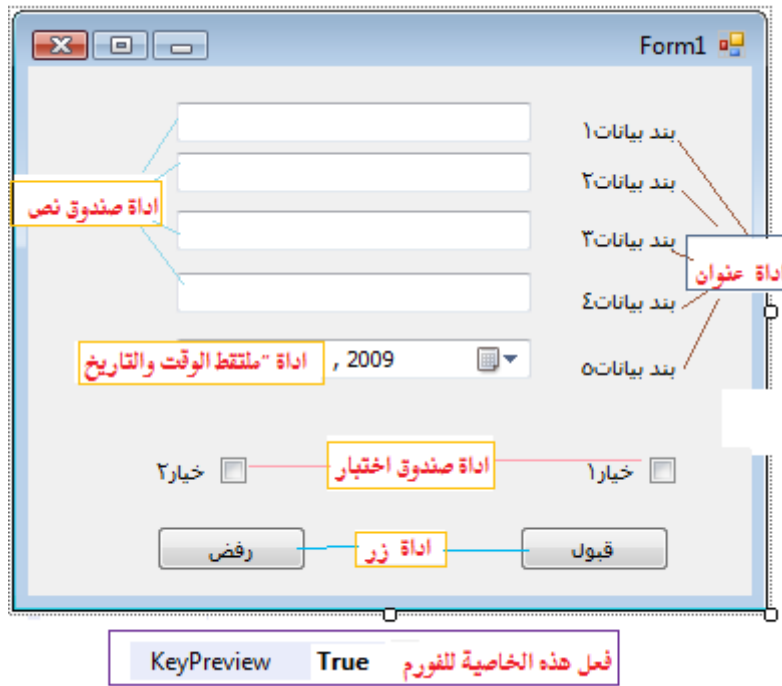 Form1
بند بيانات١
بند بيانات٢
اداة صندوق نص
بند بيانات٣
اداة عنوان
بند بيانات٤
اداة "ملتقط الوقت والتاريخ
, 2009
بند بيانات٥
خيار١
اداة صندوق اختبار
خيار٢
قبول
اداة زر
رفض
فعل هذه الخاصية للفورم
KeyPreview True